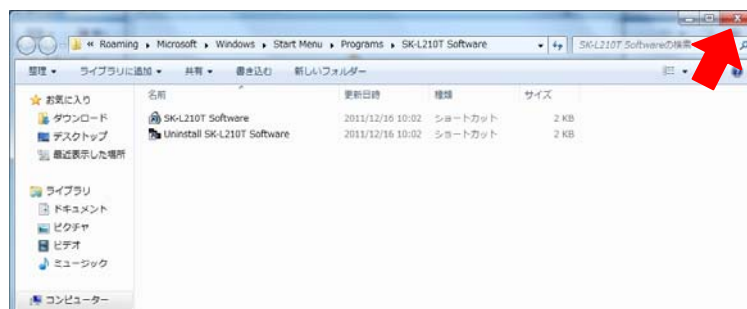 « Roaming ▸ Microsoft ▸ Windows ▸ Start Menu ▸ Programs ▸ SK-L210T Software
SK-L210T Softwareの検索
整理 ▼ ライブラリに追加 ▼ 共有 ▼ 書き込む 新しいフォルダー
お気に入り
ダウンロード
デスクトップ
最近表示した場所
ライブラリ
ドキュメント
ピクチャ
ビデオ
ミュージック
コンピューター
名前 更新日時 種類 サイズ
SK-L210T Software 2011/12/16 10:02 ショートカット 2 KB
Uninstall SK-L210T Software 2011/12/16 10:02 ショートカット 2 KB